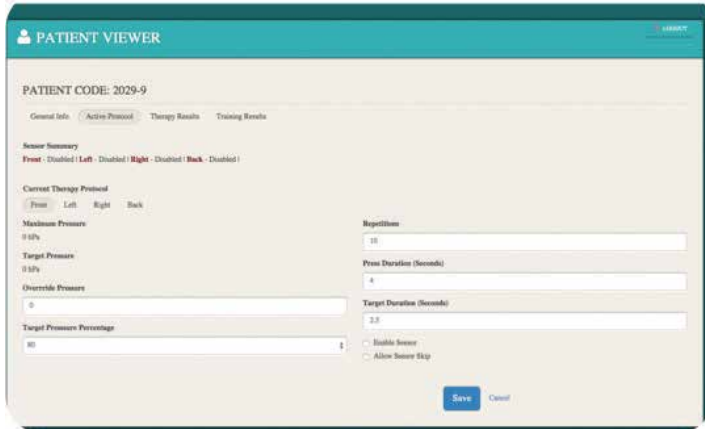 LOGOUT
PATIENT VIEWER
PATIENT CODE: 2029-9
General Info Active Protocol Therapy Results Training Results
Sensor Summary
Front - Disabled | Left - Disabled | Right - Disabled | Back - Disabled |
Current Therapy Protocol
Front Left Right Back
Maximum Pressure
0 kPa
Target Pressure
0 kPa
Override Pressure
0
Target Pressure Percentage
80
Repetitions
10
Press Duration (Seconds)
4
Target Duration (Seconds)
2.5
Enable Sensor
Allow Sensor Skip
Save Cancel